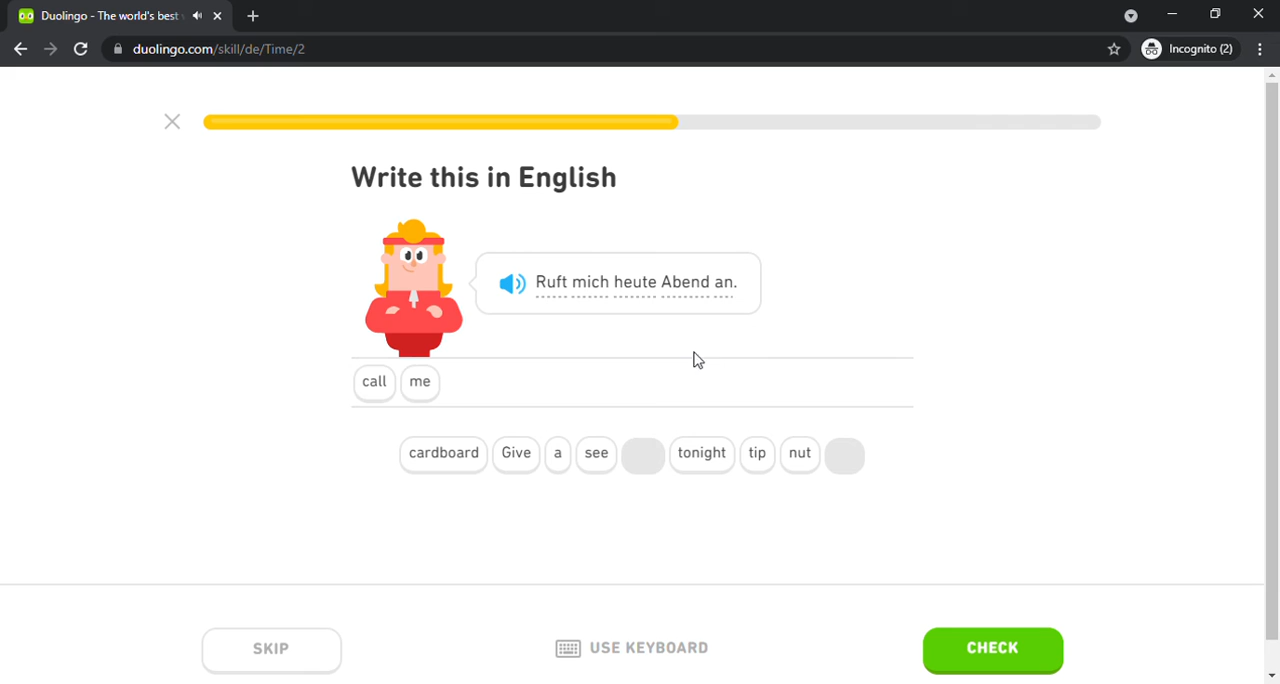 Duolingo - The world's best
duolingo.com/skill/de/Time/2
Incognito (2)
Write this in English
Ruft mich heute Abend an.
call me
cardboard Give a see tonight tip nut
SKIP USE KEYBOARD CHECK